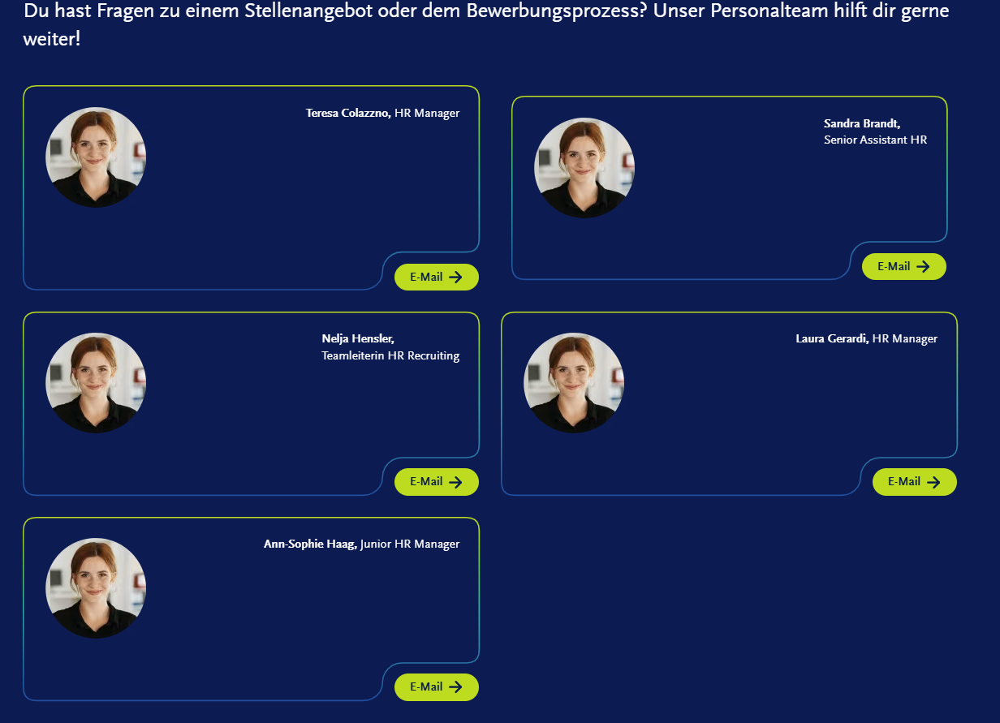 Du hast Fragen zu einem Stellenangebot oder dem Bewerbungsprozess? Unser Personalteam hilft dir gerne
weiter!
Teresa Colazzno, HR Manager
E-Mail
Sandra Brandt,
Senior Assistant HR
E-Mail
Nelja Hensler,
Teamleiterin HR Recruiting
E-Mail
Laura Gerardi, HR Manager
E-Mail
Ann-Sophie Haag, Junior HR Manager
E-Mail